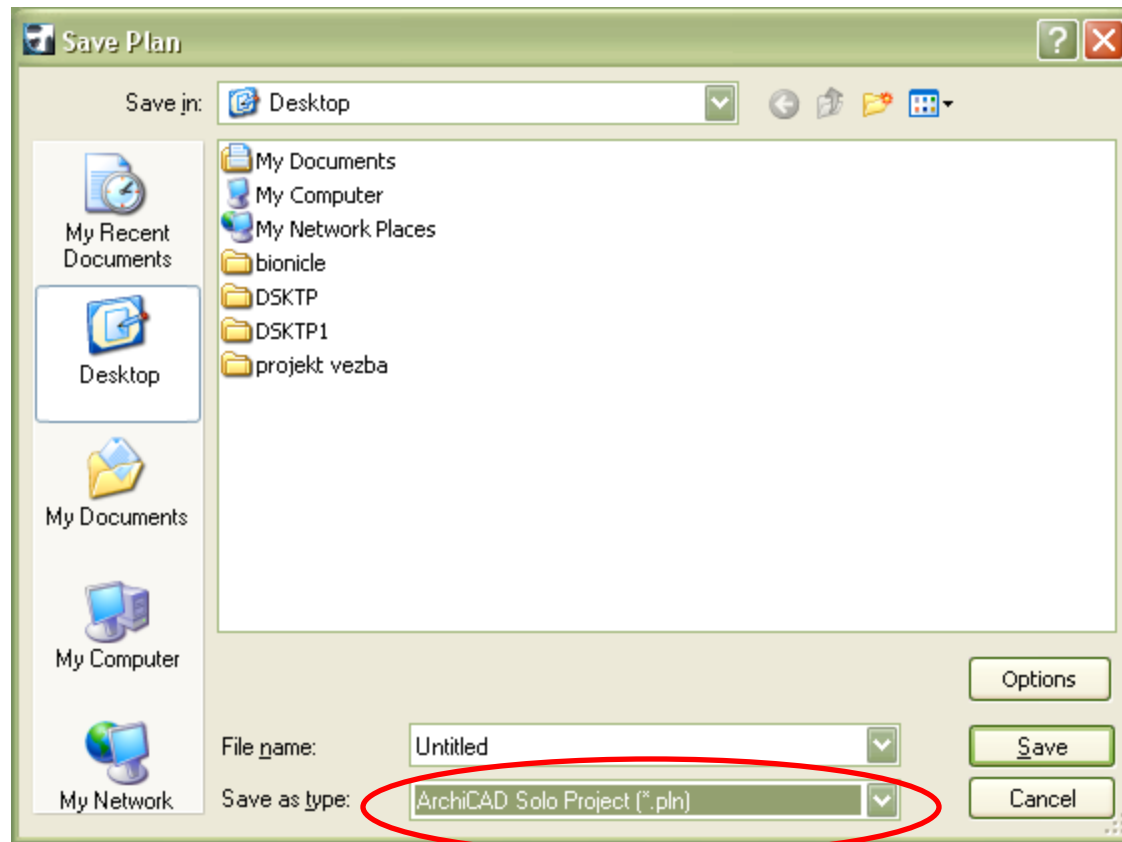 Save Plan
Save in:
Desktop
My Recent
Documents
Desktop
My Documents
My Computer
My Network
My Documents
My Computer
My Network Places
bionicle
DSKTP
DSKTP1
projekt vezba
Options
File name:
Untitled
Save
Save as type:
ArchiCAD Solo Project (*.pln)
Cancel